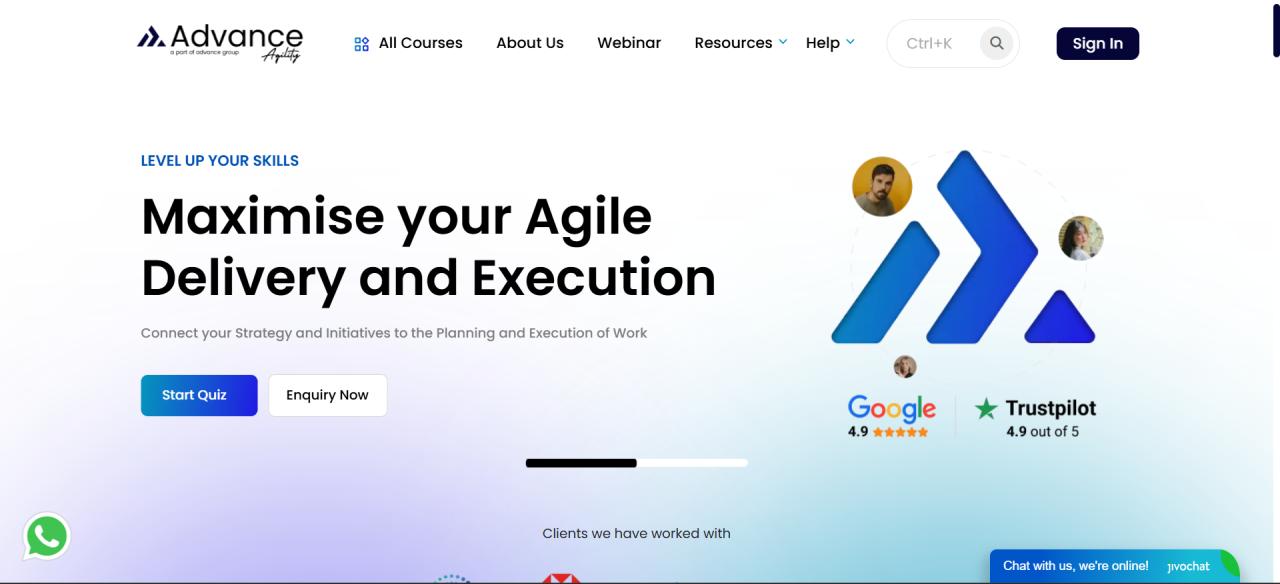 Advance
a part of advance group
Agility
All Courses
About Us
Webinar
Resources
Help
Ctrl+K
Sign In
LEVEL UP YOUR SKILLS
Maximise your Agile
Delivery and Execution
Connect your Strategy and Initiatives to the Planning and Execution of Work
Start Quiz
Enquiry Now
Google
4.9
Trustpilot
4.9 out of 5
Clients we have worked with
Chat with us, we're online!
jivochat